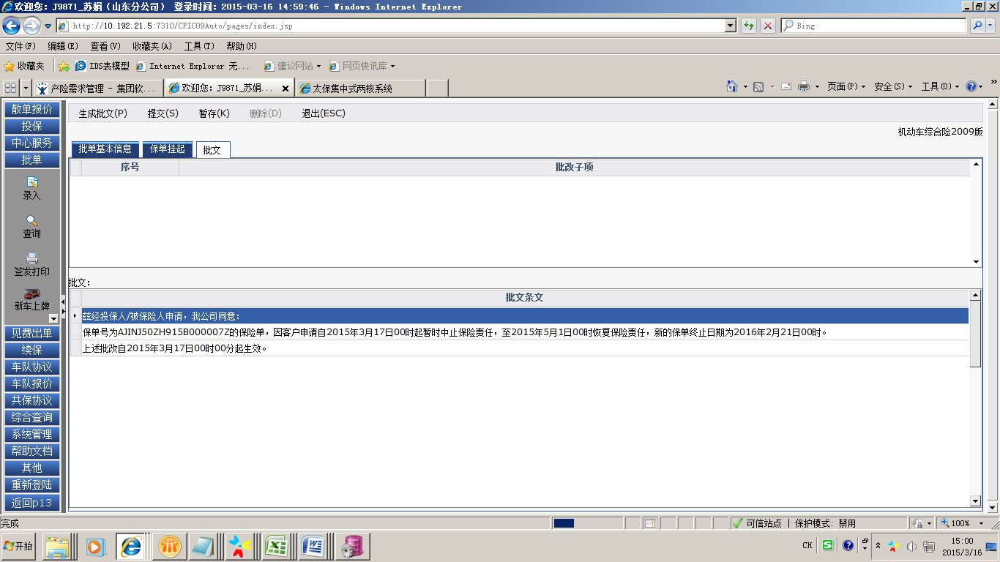 欢迎您: J9871_苏娟（山东分公司） 登录时间: 2015-03-16 14:59:46 - Windows Internet Explorer
http://10.192.21.5:7310/CPIC09Auto/pages/index.jsp
Bing
文件(F) 编辑(E) 查看(V) 收藏夹(A) 工具(T) 帮助(H)
收藏夹 IDS表模型 Internet Explorer 无... 建议网站 网页快讯库
产险需求管理 - 集团软... 欢迎您: J9871_苏娟... 太保集中式两核系统 页面(P) 安全(S) 工具(O)
散单报价
投保
中心服务
批单
录入
查询
签发打印
新车上牌
见费出单
续保
车队协议
车队报价
共保协议
综合查询
系统管理
帮助文档
其他
重新登陆
返回p13
生成批文(P) 提交(S) 暂存(K) 删除(D) 退出(ESC)
机动车综合险2009版
批单基本信息 保单挂起 批文
序号 批改子项
批文:
批文条文
兹经投保人/被保险人申请，我公司同意:
保单号为AJINJ50ZH915B000007Z的保险单，因客户申请自2015年3月17日00时起暂时中止保险责任，至2015年5月1日00时恢复保险责任，新的保单终止日期为2016年2月21日00时。
上述批改自2015年3月17日00时00分起生效。
完成 可信站点 | 保护模式: 禁用 100%
开始 CH 15:00
2015/3/16